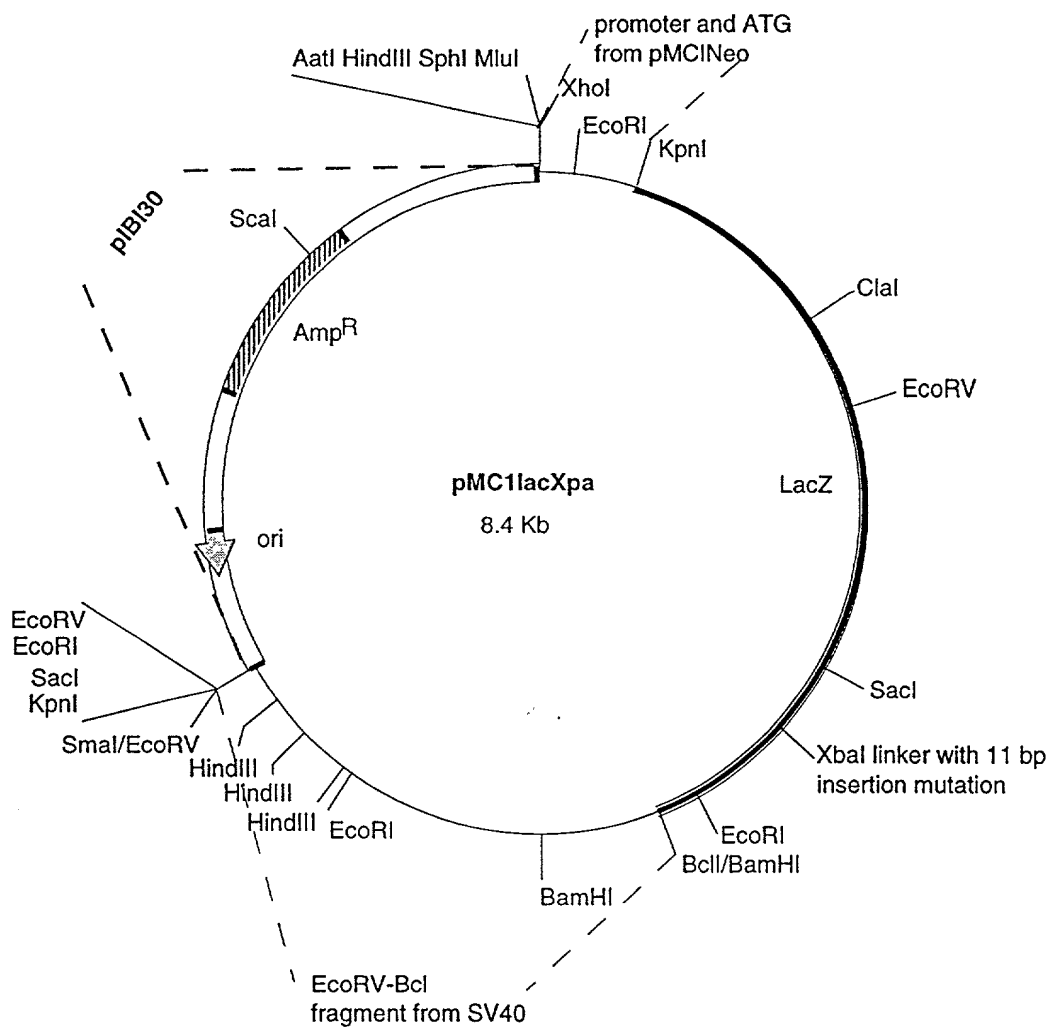 promoter and ATG
from pMCINeo
AatI HindIII SphI MluI
XhoI
EcoRI
KpnI
pIBI30
ScaI
ClaI
AmpR
EcoRV
pMC1lacXpa
8.4 Kb
LacZ
ori
EcoRV
EcoRI
SacI
KpnI
SmaI/EcoRV
SacI
HindIII
HindIII
HindIII
EcoRI
XbaI linker with 11 bp
insertion mutation
EcoRI
BclI/BamHI
BamHI
EcoRV-Bcl
fragment from SV40